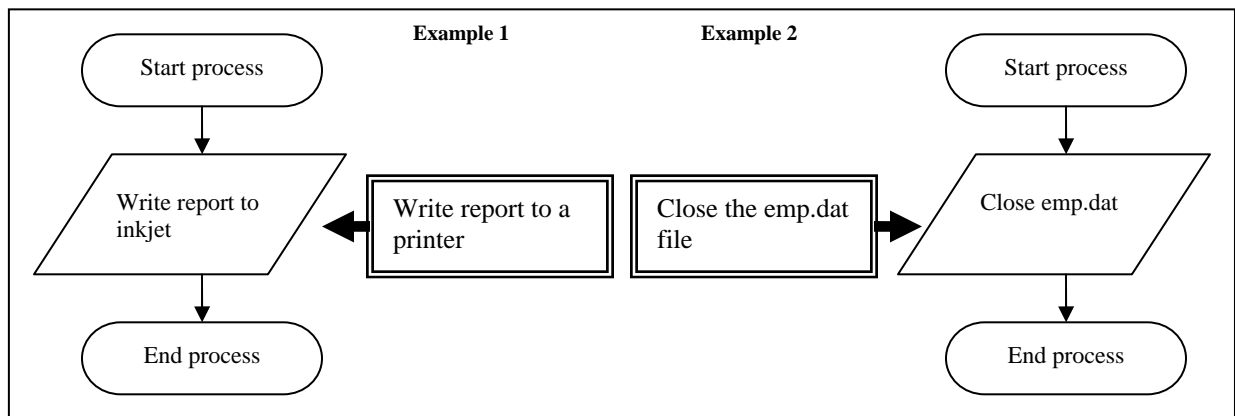 Example 1
Example 2
Start process
Write report to
inkjet
End process
Write report to a
printer
Close the emp.dat
file
Start process
Close emp.dat
End process